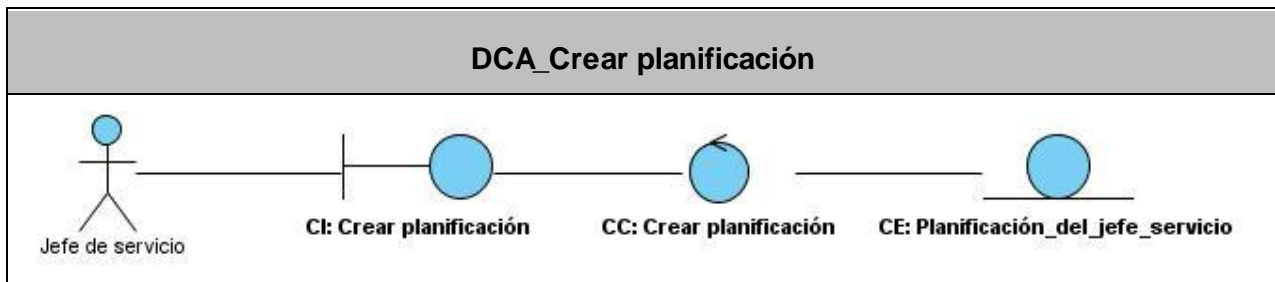 DCA_Crear planificación
Jefe de servicio
CI: Crear planificación
CC: Crear planificación
CE: Planificación_del_jefe_servicio